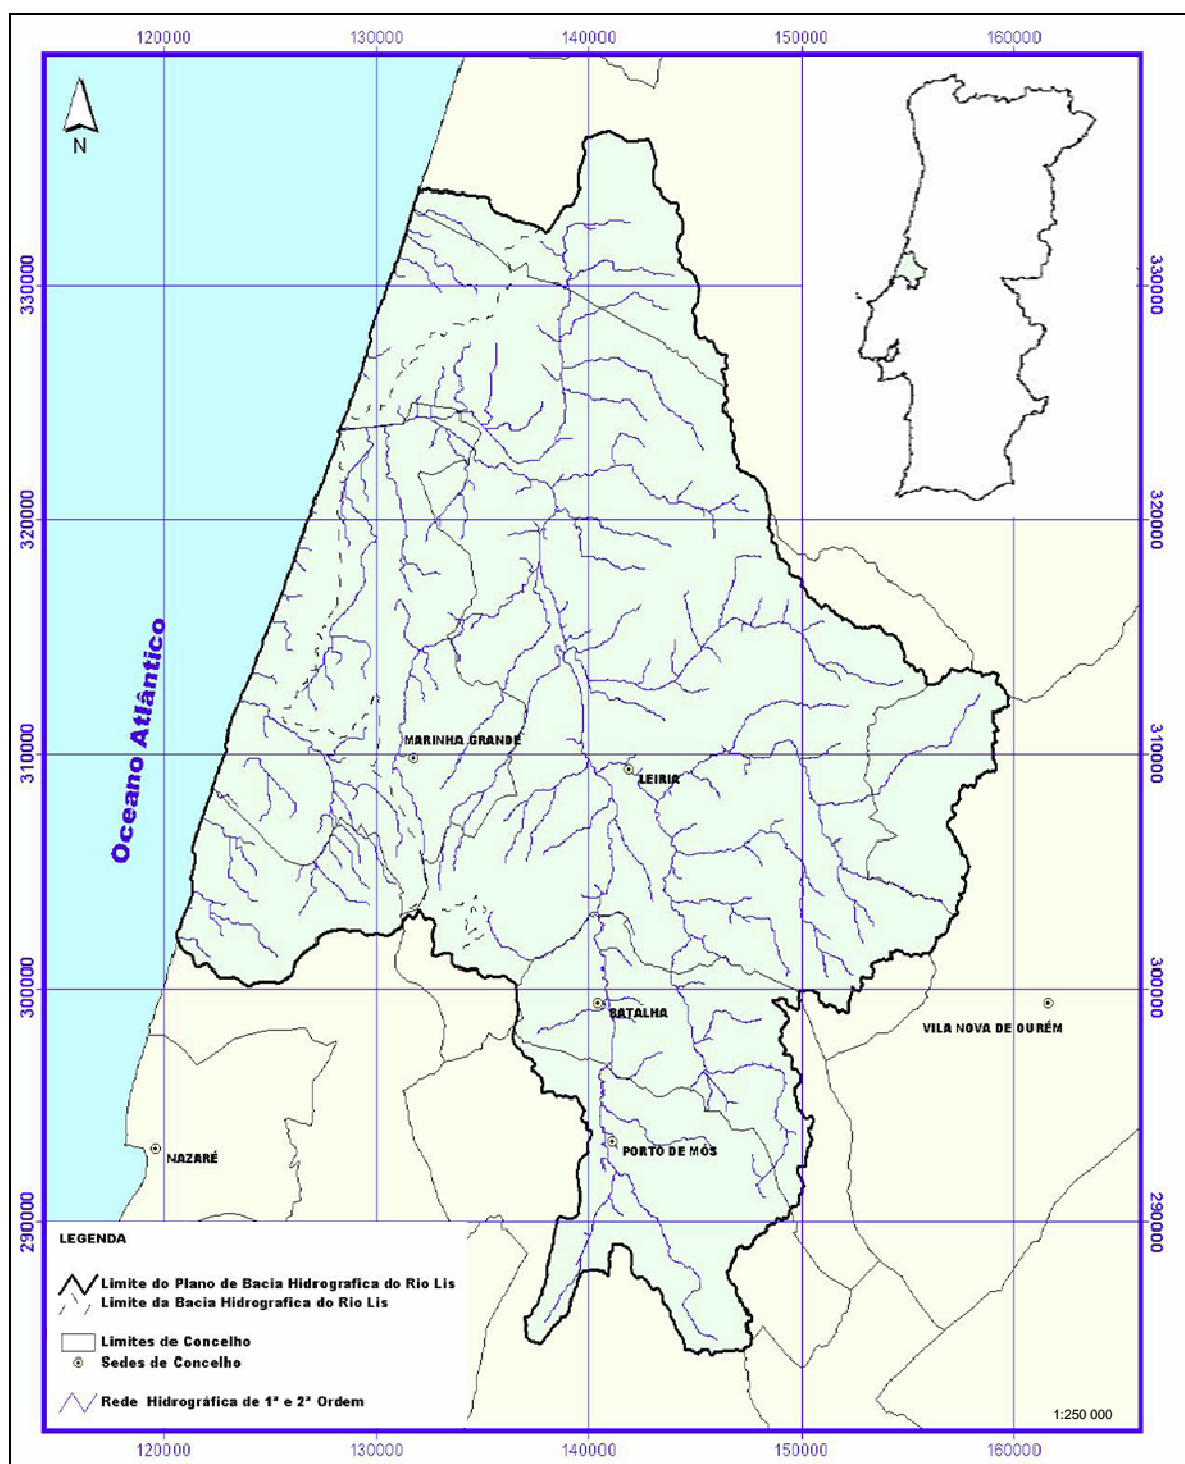 120000 130000 140000 150000 160000
N
330000 330000
320000 320000
Oceano Atlântico
MARINHA GRANDE
310000 310000
LEIRIA
300000 300000
BATALHA
VILA NOVA DE OURÉM
PORTO DE MÓS
NAZARÉ
290000 290000
LEGENDA
Limite do Plano de Bacia Hidrografica do Rio Lis
Limite da Bacia Hidrografica do Rio Lis
Limites de Concelho
Sedes de Concelho
Rede Hidrográfica de 1ª e 2ª Ordem
1:250 000
120000 130000 140000 150000 160000